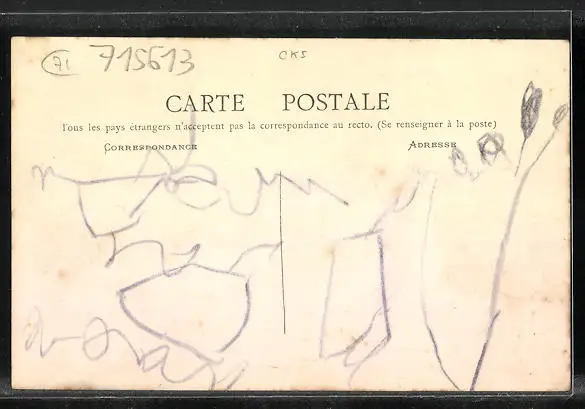 71 715613 CKS
CARTE POSTALE
Tous les pays étrangers n'acceptent pas la correspondance au recto. (Se renseigner à la poste)
CORRESPONDANCE ADRESSE